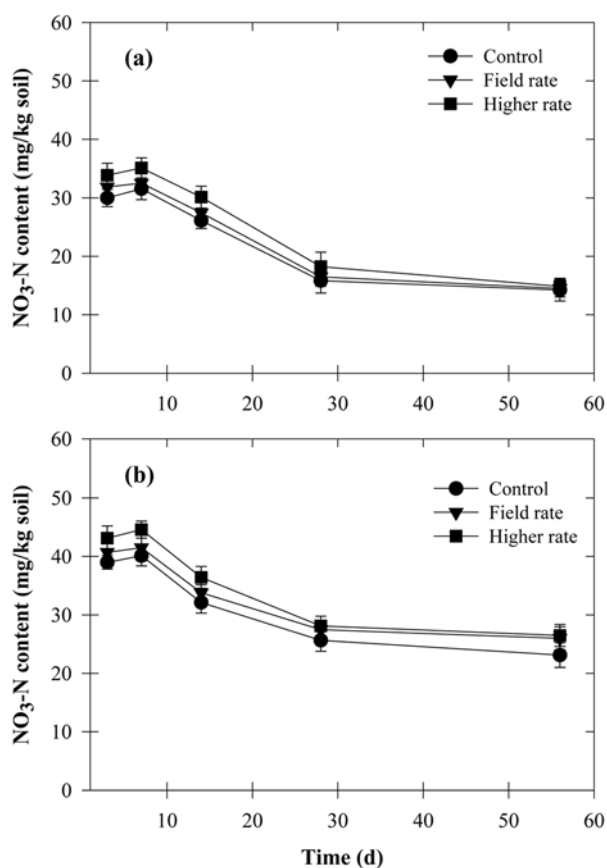 60
50
40
30
20
10
0
NO3-N content (mg/kg soil)
(a)
Control
Field rate
Higher rate
10 20 30 40 50 60
60
50
40
30
20
10
0
NO3-N content (mg/kg soil)
(b)
Control
Field rate
Higher rate
10 20 30 40 50 60
Time (d)